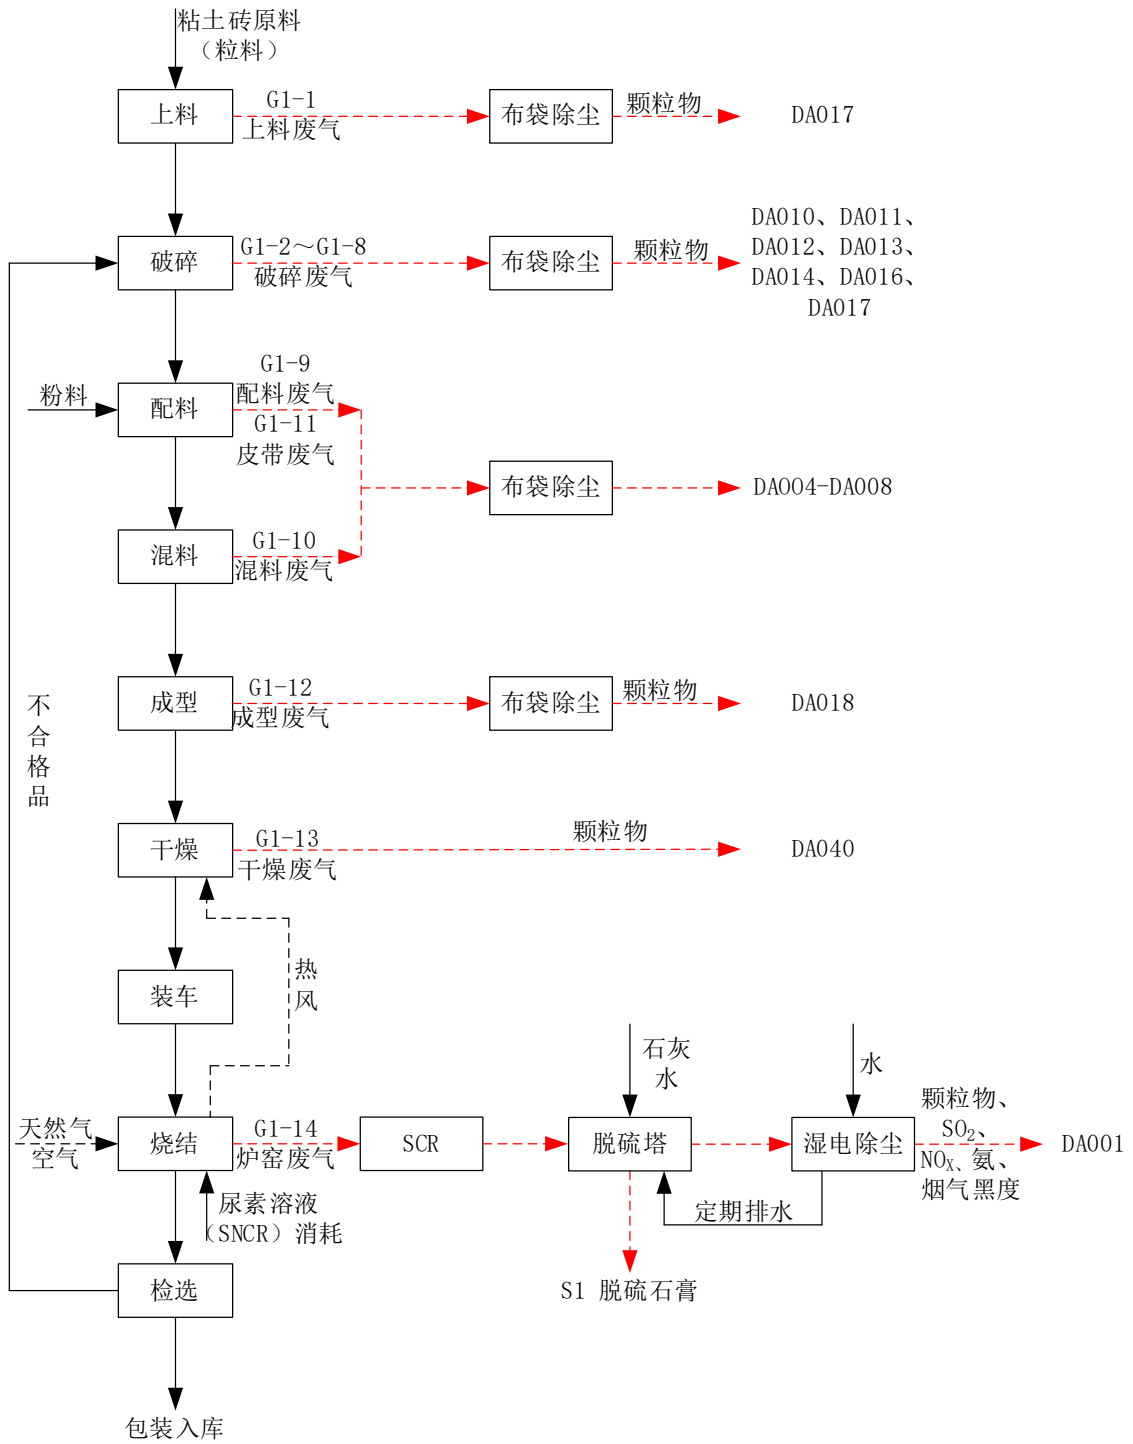 粘土砖原料
（粒料）
上料
G1-1
上料废气
布袋除尘
颗粒物
DA017
破碎
G1-2～G1-8
破碎废气
布袋除尘
颗粒物
DA010、DA011、
DA012、DA013、
DA014、DA016、
DA017
粉料
配料
G1-9
配料废气
G1-11
皮带废气
布袋除尘
DA004-DA008
混料
G1-10
混料废气
不合格品
成型
G1-12
成型废气
布袋除尘
颗粒物
DA018
干燥
G1-13
干燥废气
颗粒物
DA040
热风
装车
天然气
空气
烧结
G1-14
炉窑废气
SCR
石灰
水
脱硫塔
水
湿电除尘
颗粒物、
SO₂、
NOₓ、氨、
烟气黑度
DA001
尿素溶液
（SNCR）消耗
定期排水
S1 脱硫石膏
检选
包装入库